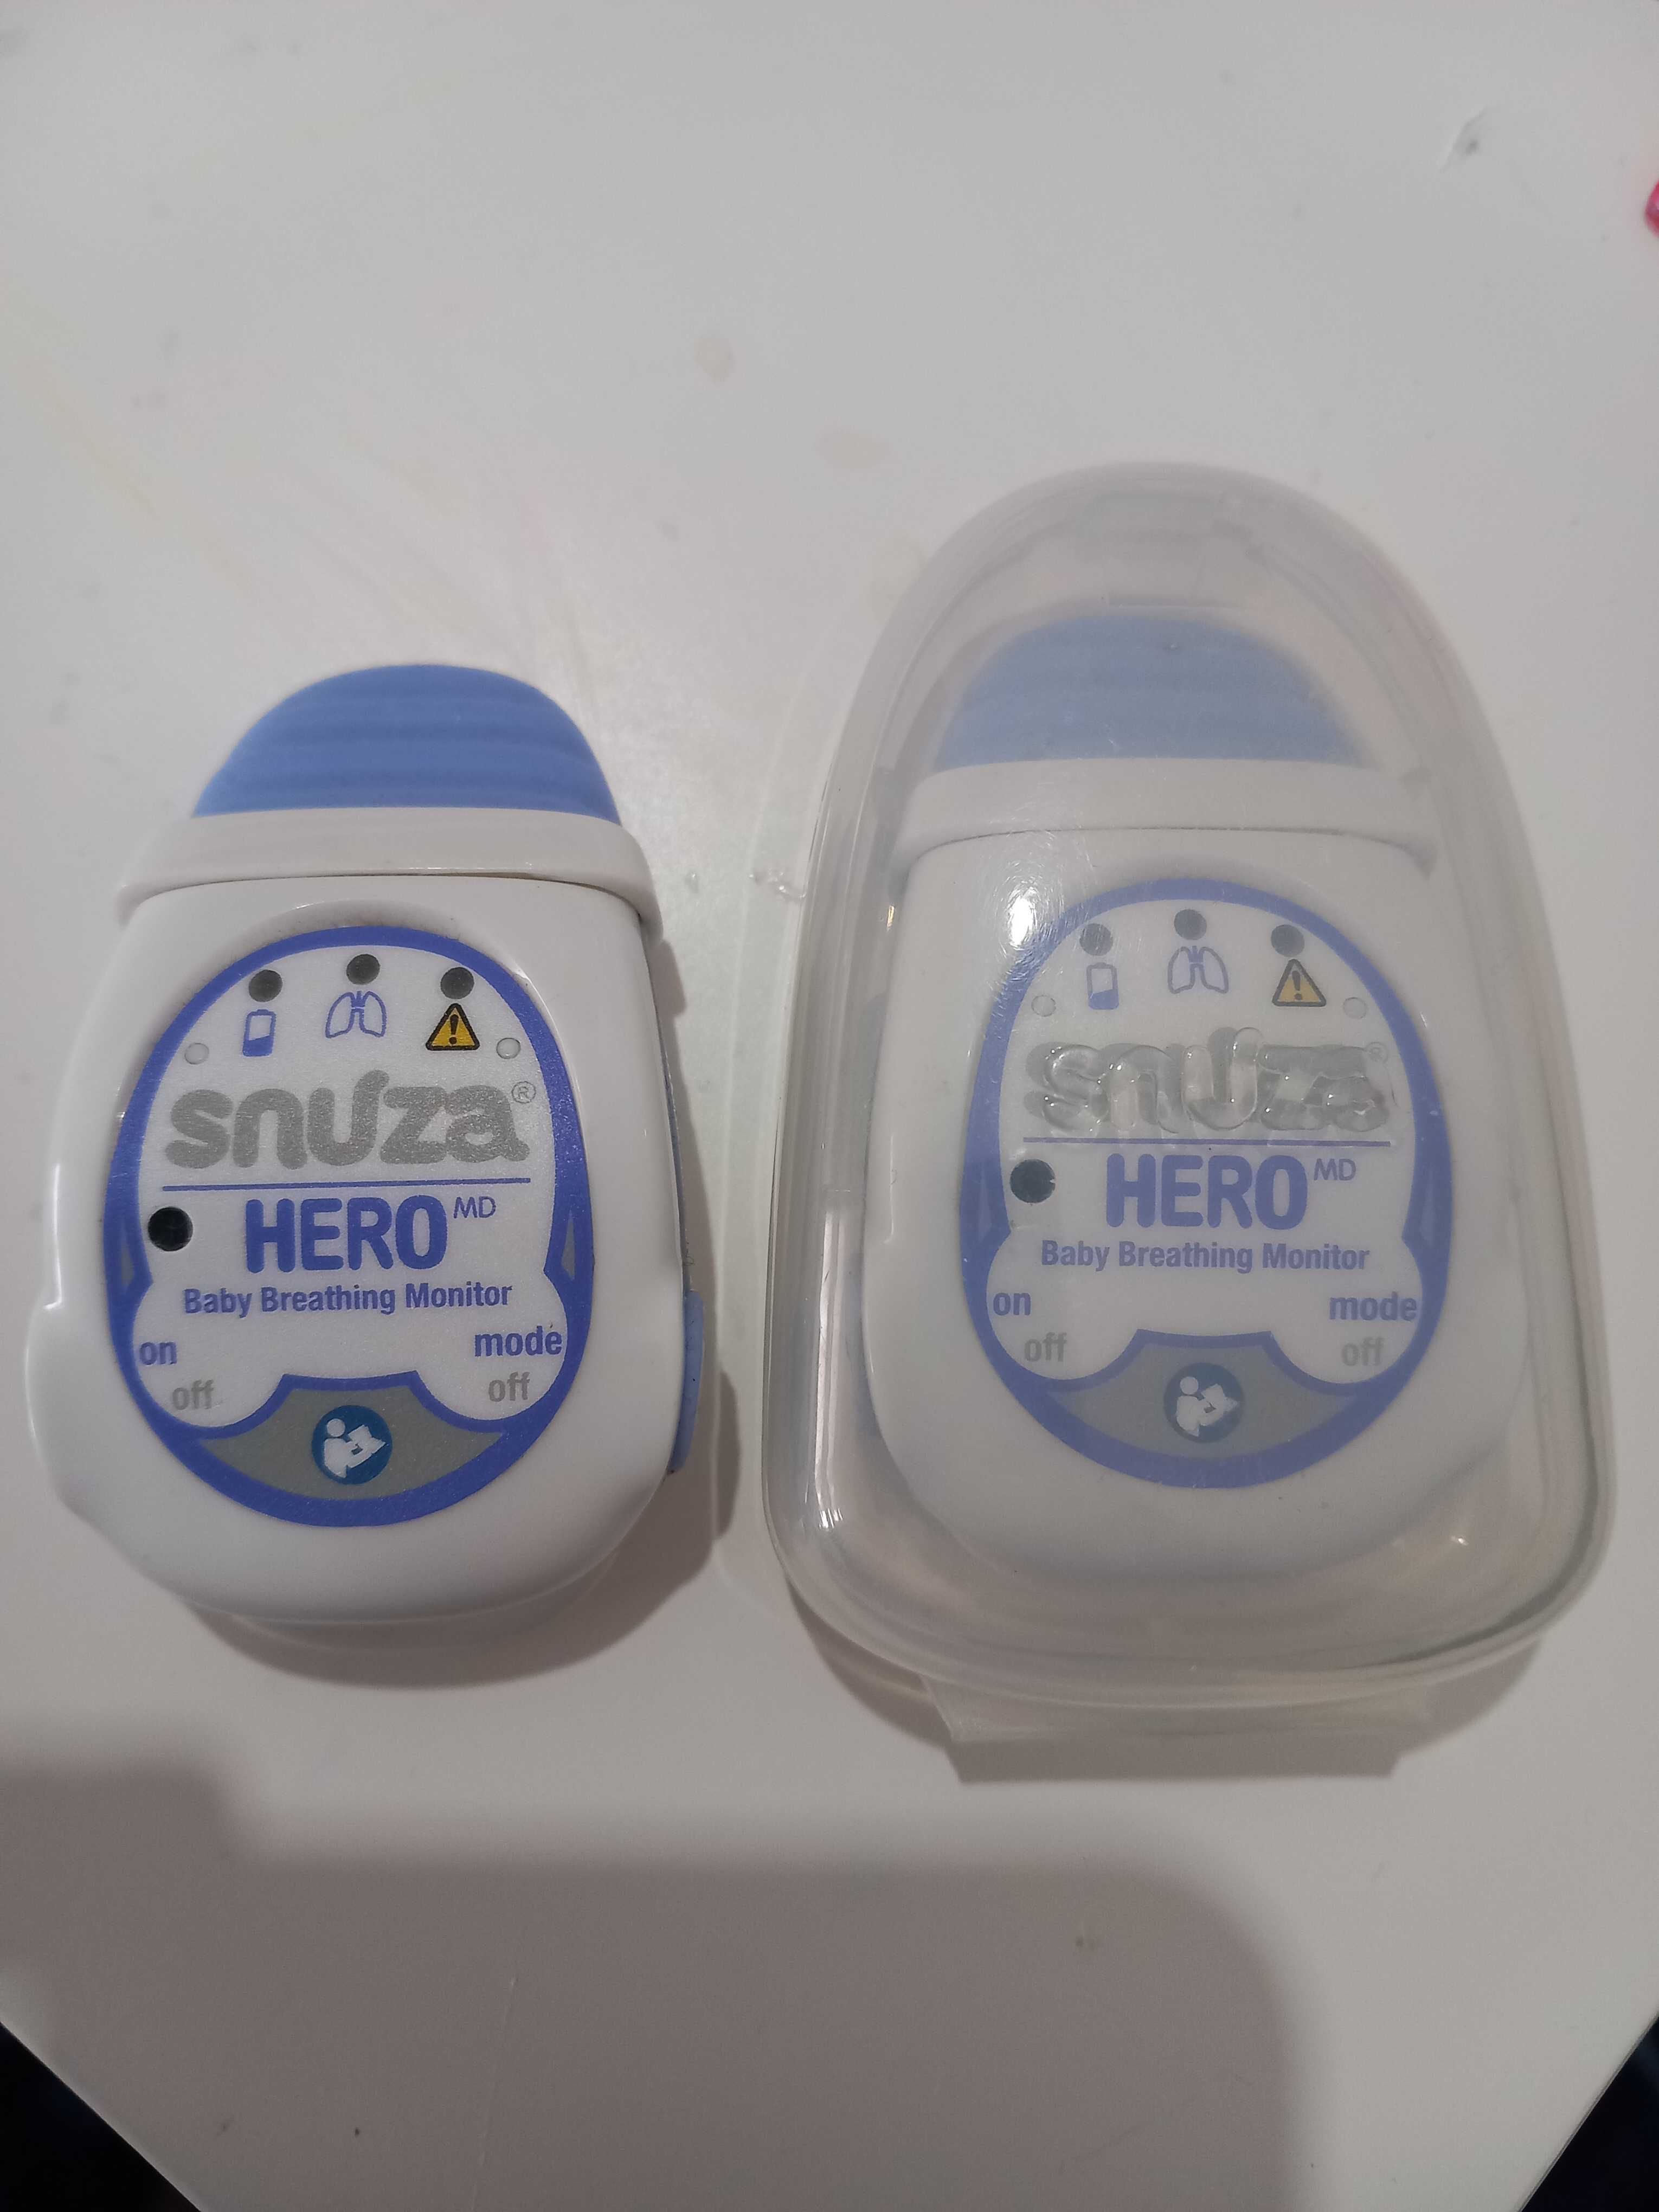 snuza®
HERO MD
Baby Breathing Monitor
on mode
off off
snuza®
HERO MD
Baby Breathing Monitor
on mode
off off